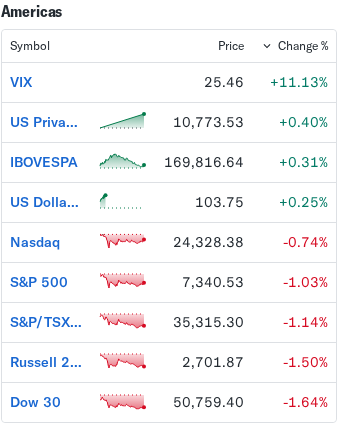 Americas
Symbol Price Change %
VIX 25.46 +11.13%
US Priva... 10,773.53 +0.40%
IBOVESPA 169,816.64 +0.31%
US Dolla... 103.75 +0.25%
Nasdaq 24,328.38 -0.74%
S&P 500 7,340.53 -1.03%
S&P/TSX... 35,315.30 -1.14%
Russell 2... 2,701.87 -1.50%
Dow 30 50,759.40 -1.64%